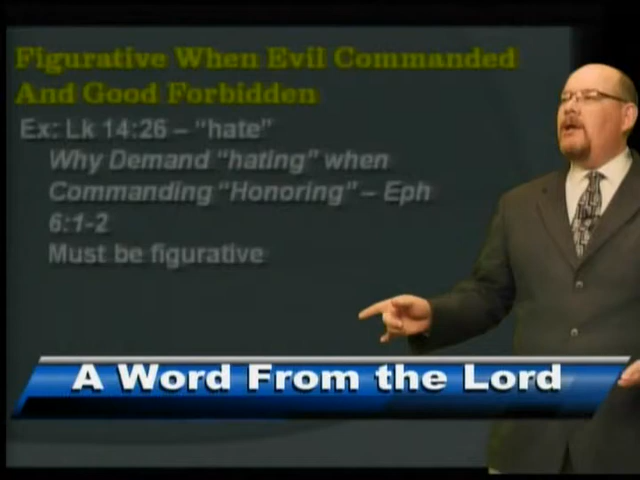 Figurative When Evil Commanded
And Good Forbidden
Ex: Lk 14:26 – “hate”
Why Demand “hating” when
Commanding “Honoring” – Eph
6:1-2
Must be figurative
A Word From the Lord